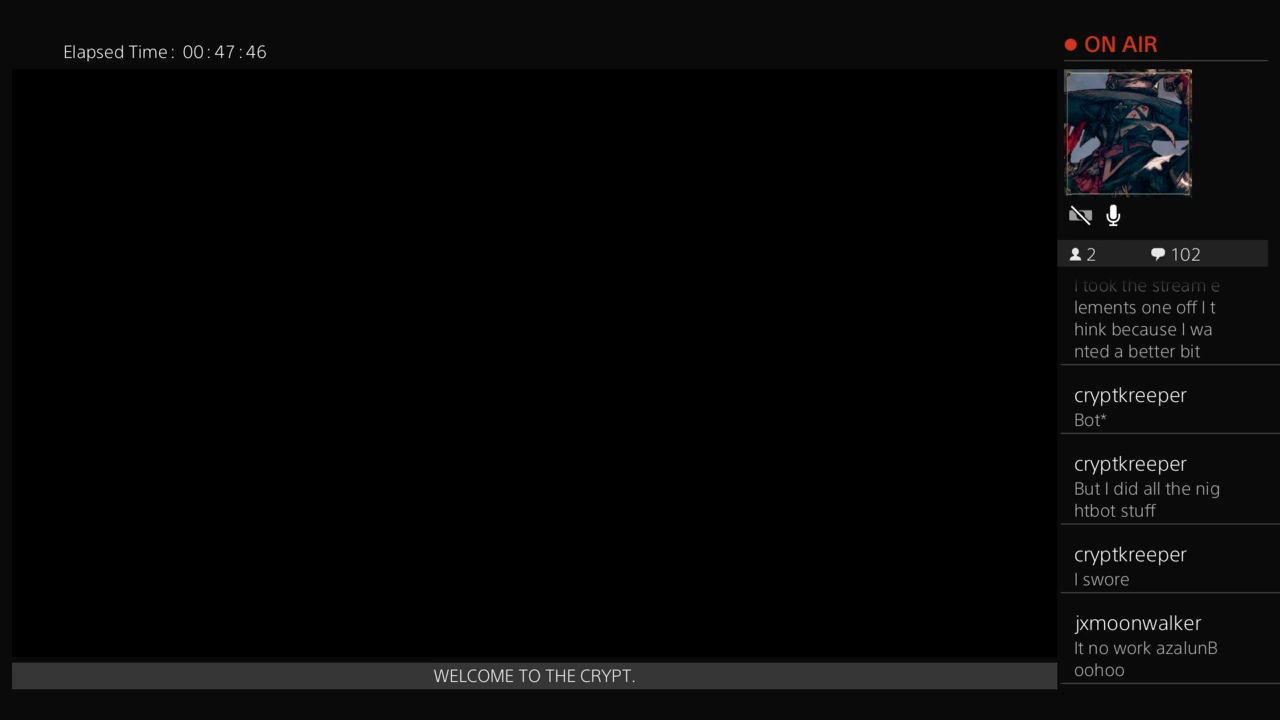 Elapsed Time: 00:47:46
ON AIR
2 102
I took the stream e
lements one off I t
hink because I wa
nted a better bit
cryptkreeper
Bot*
cryptkreeper
But I did all the nig
htbot stuff
cryptkreeper
I swore
jxmoonwalker
It no work azalunB
oohoo
WELCOME TO THE CRYPT.